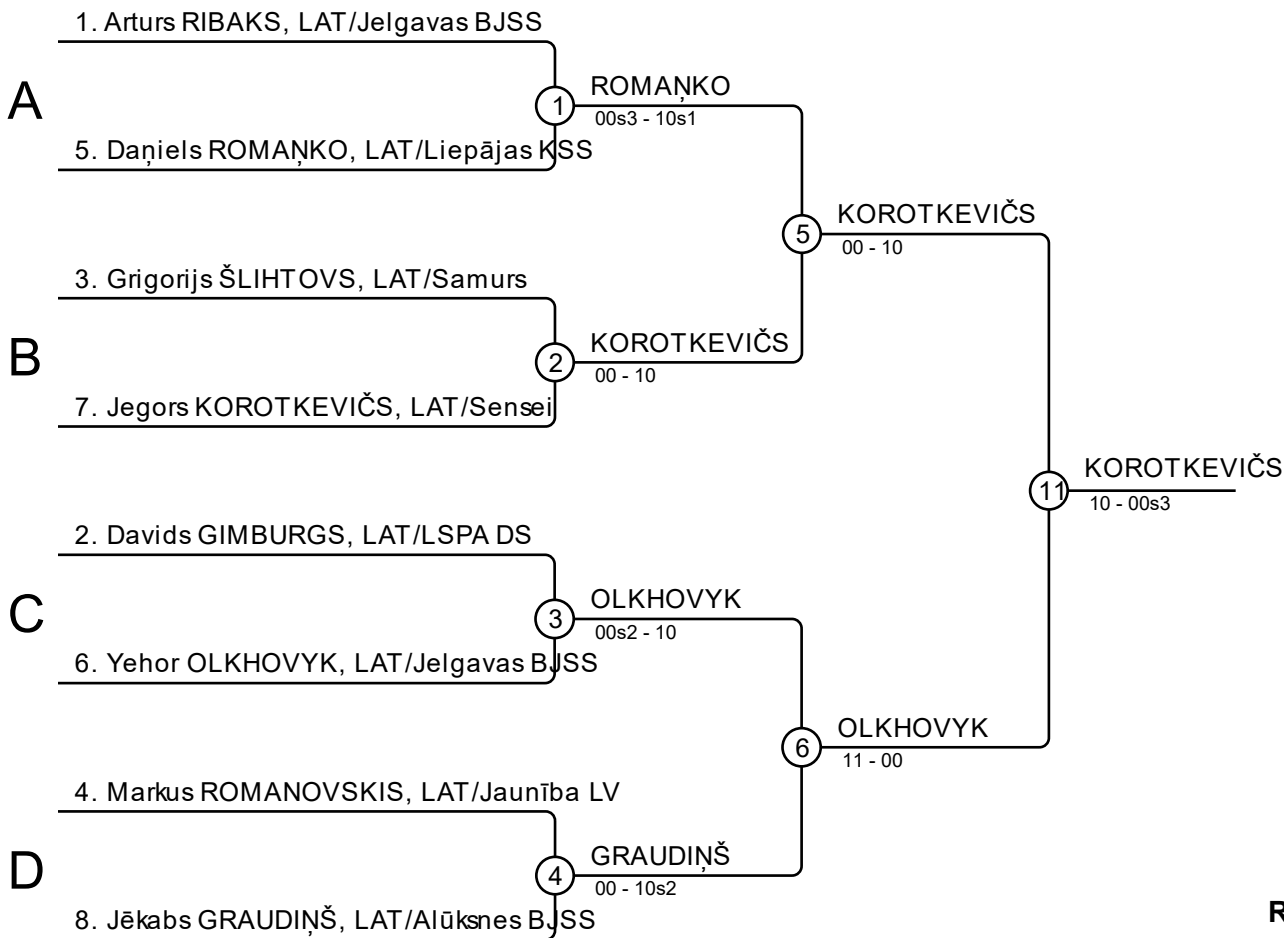 1. Arturs RIBAKS, LAT/Jelgavas BJSS
A
1
ROMAŅKO
00s3 - 10s1
5. Daņiels ROMAŅKO, LAT/Liepājas KSS
5
KOROTKEVIČS
00 - 10
3. Grigorijs ŠLIHTOVS, LAT/Samurs
B
2
KOROTKEVIČS
00 - 10
7. Jegors KOROTKEVIČS, LAT/Sensei
11
KOROTKEVIČS
10 - 00s3
2. Davids GIMBURGS, LAT/LSPA DS
C
3
OLKHOVYK
00s2 - 10
6. Yehor OLKHOVYK, LAT/Jelgavas BJSS
6
OLKHOVYK
11 - 00
4. Markus ROMANOVSKIS, LAT/Jaunība LV
D
4
GRAUDIŅŠ
00 - 10s2
8. Jēkabs GRAUDIŅŠ, LAT/Alūksnes BJSS
R